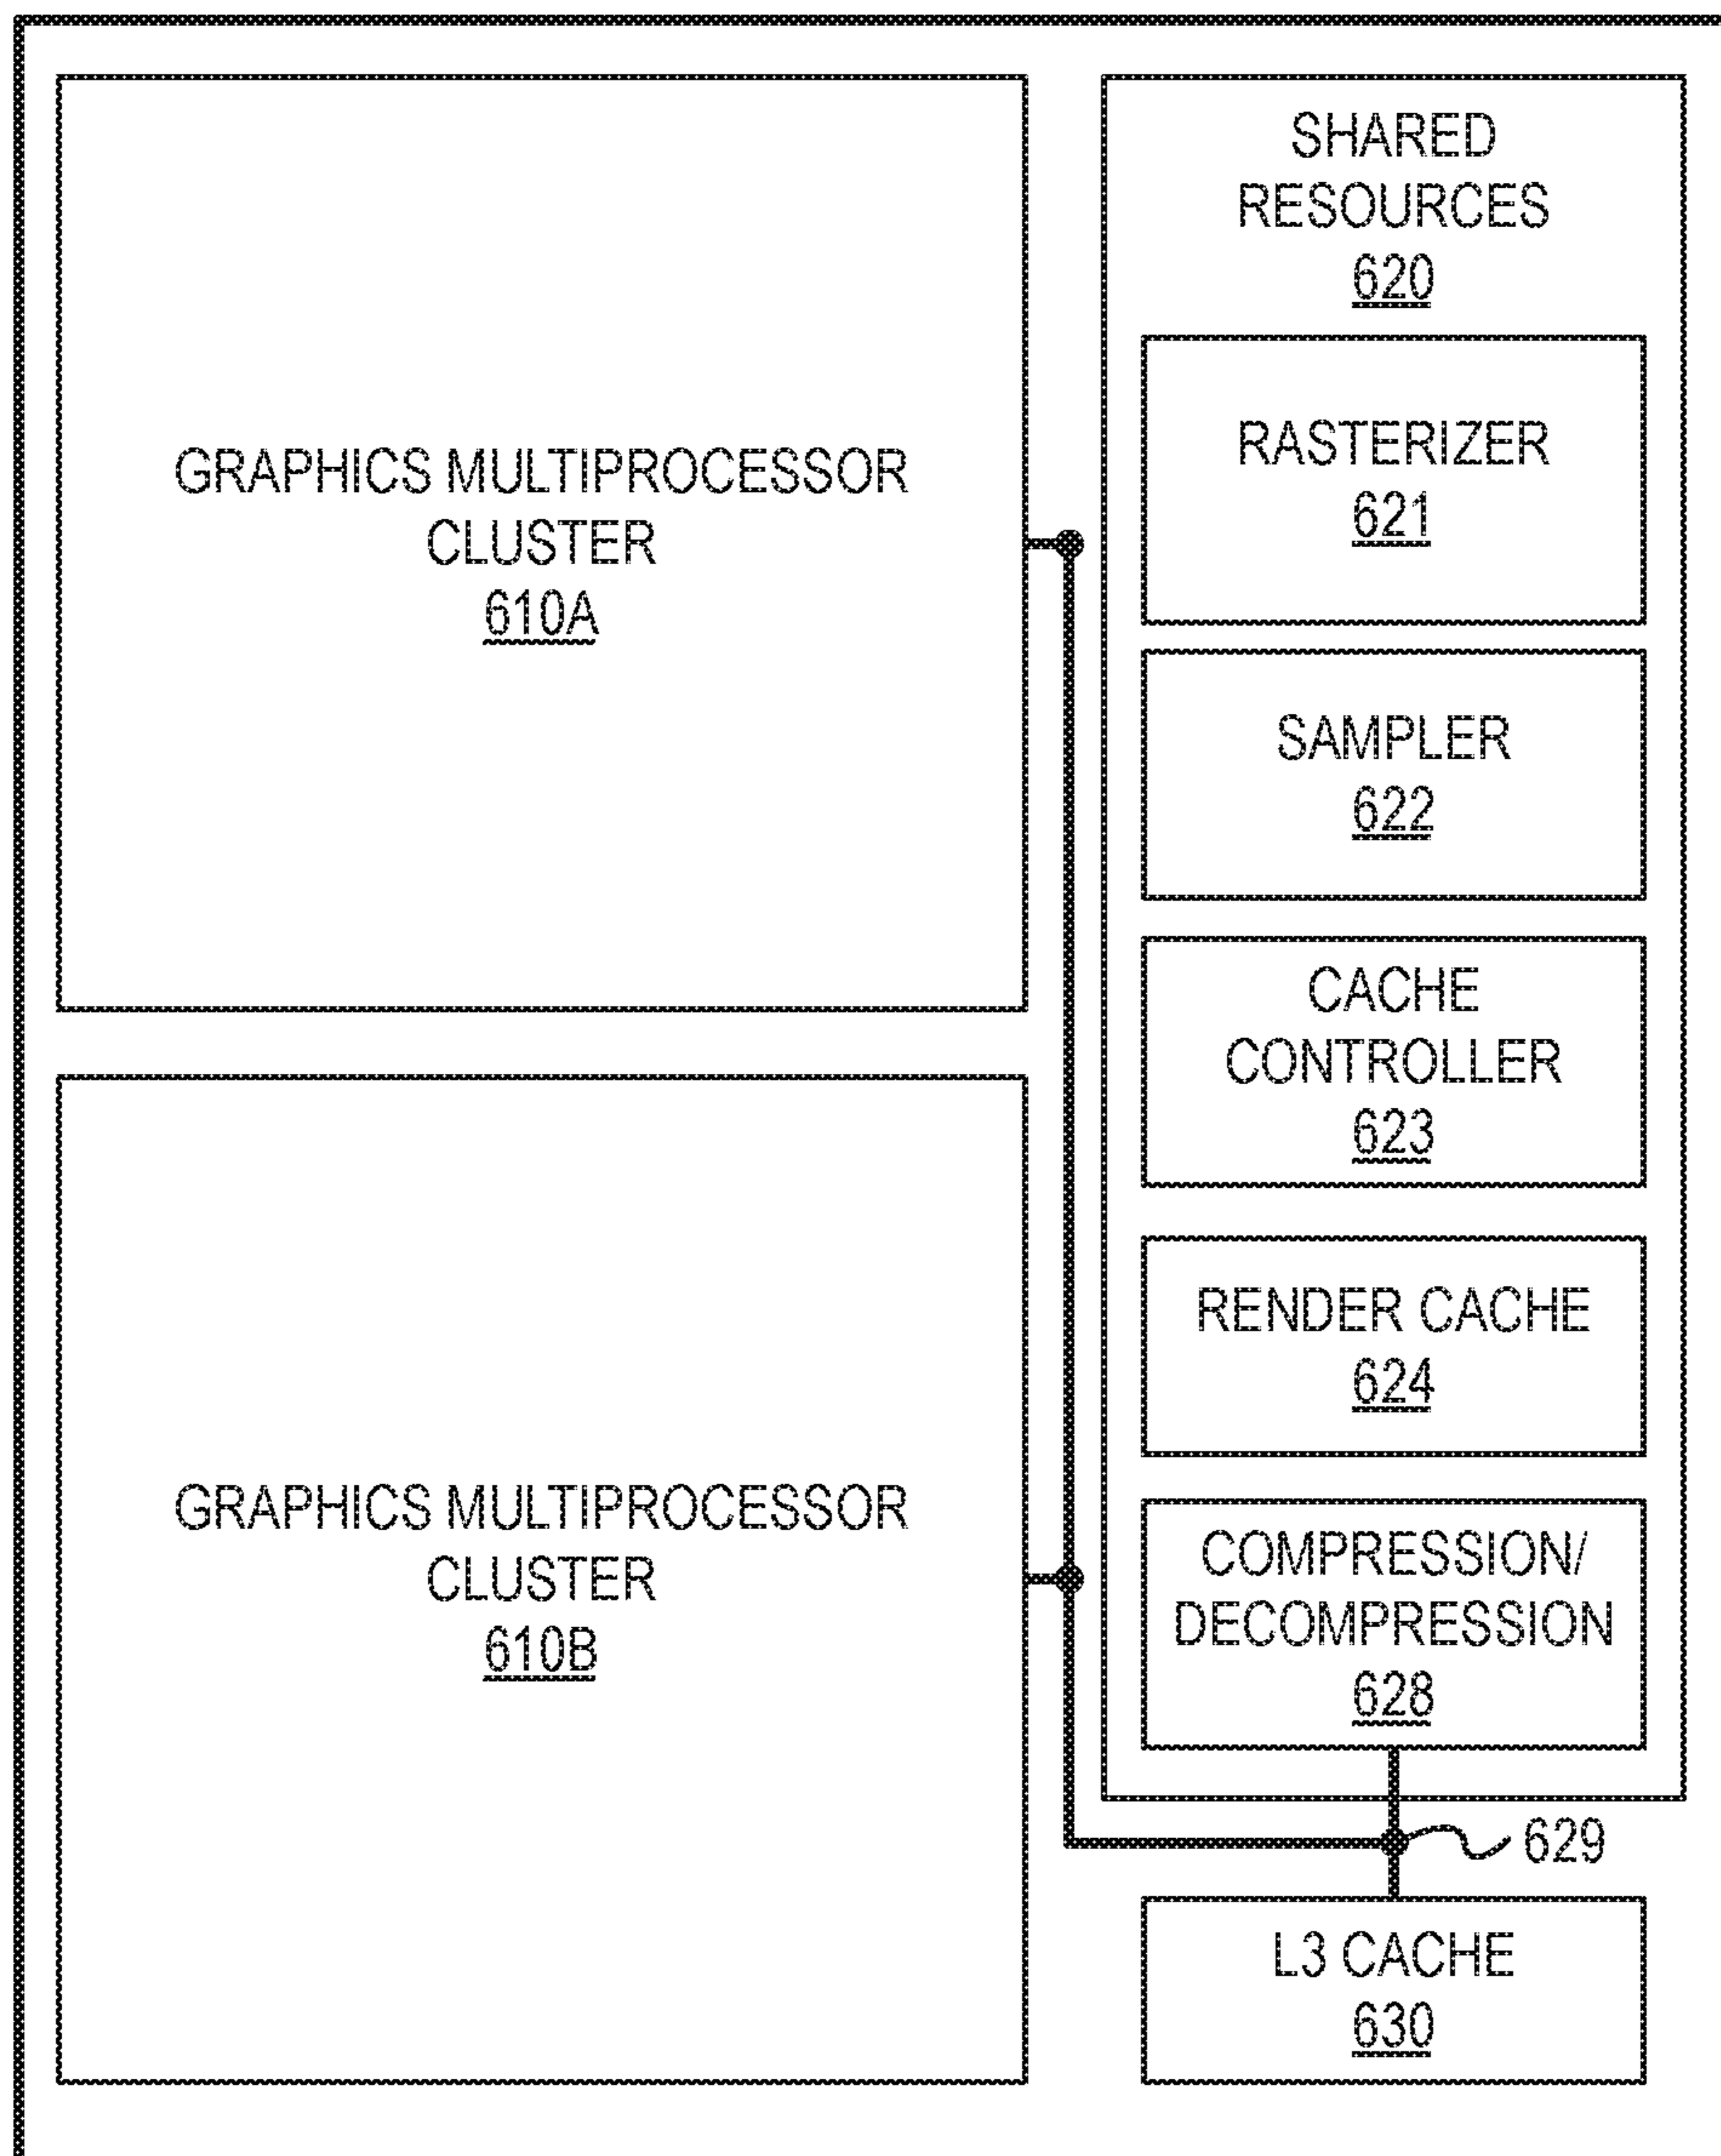 GRAPHICS MULTIPROCESSOR
CLUSTER
610A
GRAPHICS MULTIPROCESSOR
CLUSTER
610B
SHARED
RESOURCES
620
RASTERIZER
621
SAMPLER
622
CACHE
CONTROLLER
623
RENDER CACHE
624
COMPRESSION/
DECOMPRESSION
628
629
L3 CACHE
630